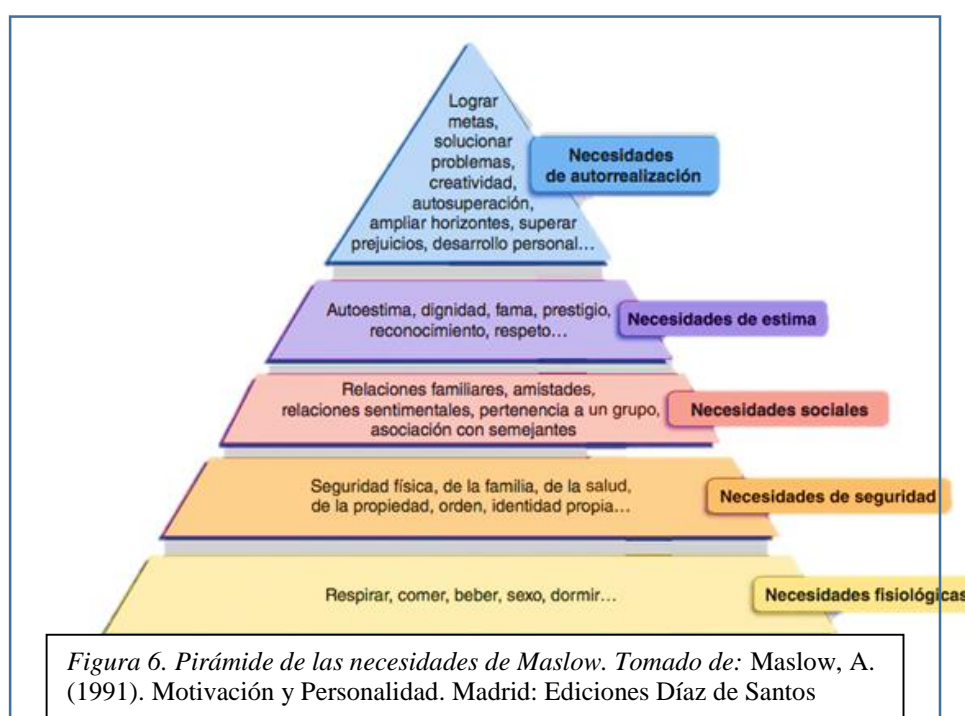 Lograr
metas,
solucionar
problemas,
creatividad,
autosuperación,
ampliar horizontes, superar
prejuicios, desarrollo personal...
Necesidades
de autorrealización
Autoestima, dignidad, fama, prestigio,
reconocimiento, respeto...
Necesidades de estima
Relaciones familiares, amistades,
relaciones sentimentales, pertenencia a un grupo,
asociación con semejantes
Necesidades sociales
Seguridad física, de la familia, de la salud,
de la propiedad, orden, identidad propia...
Necesidades de seguridad
Respirar, comer, beber, sexo, dormir...
Necesidades fisiológicas
Figura 6. Pirámide de las necesidades de Maslow. Tomado de: Maslow, A.
(1991). Motivación y Personalidad. Madrid: Ediciones Díaz de Santos